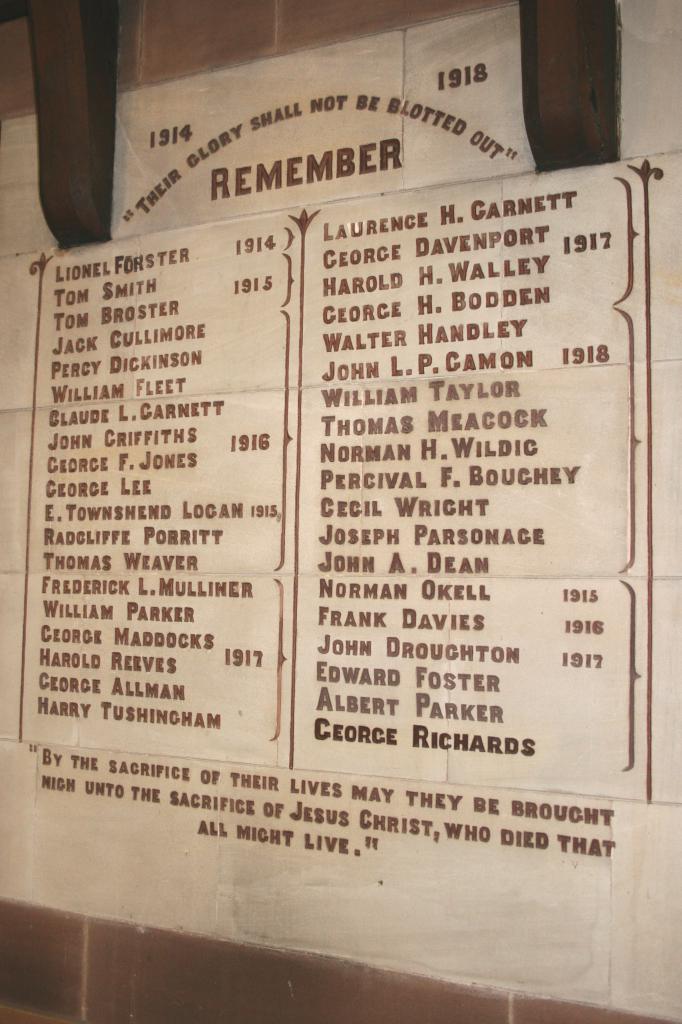 1914 1918
"THEIR GLORY SHALL NOT BE BLOTTED OUT"
REMEMBER
LIONEL FORSTER 1914
TOM SMITH 1915
TOM BROSTER
JACK CULLIMORE
PERCY DICKINSON
WILLIAM FLEET
CLAUDE L. GARNETT
JOHN GRIFFITHS 1916
GEORGE F. JONES
GEORGE LEE
E. TOWNSHEND LOGAN 1915,
RADCLIFFE PORRITT
THOMAS WEAVER
FREDERICK L. MULLINER
WILLIAM PARKER
GEORGE MADDOCKS
HAROLD REEVES 1917
GEORGE ALLMAN
HARRY TUSHINGHAM
LAURENCE H. GARNETT
GEORGE DAVENPORT 1917
HAROLD H. WALLEY
GEORGE H. BODDEN
WALTER HANDLEY
JOHN L. P. GAMON 1918
WILLIAM TAYLOR
THOMAS MEACOCK
NORMAN H. WILDIG
PERCIVAL F. BOUGHEY
CECIL WRIGHT
JOSEPH PARSONAGE
JOHN A. DEAN
NORMAN OKELL 1915
FRANK DAVIES 1916
JOHN DROUGHTON 1917
EDWARD FOSTER
ALBERT PARKER
GEORGE RICHARDS
"BY THE SACRIFICE OF THEIR LIVES MAY THEY BE BROUGHT
NIGH UNTO THE SACRIFICE OF JESUS CHRIST, WHO DIED THAT
ALL MIGHT LIVE."